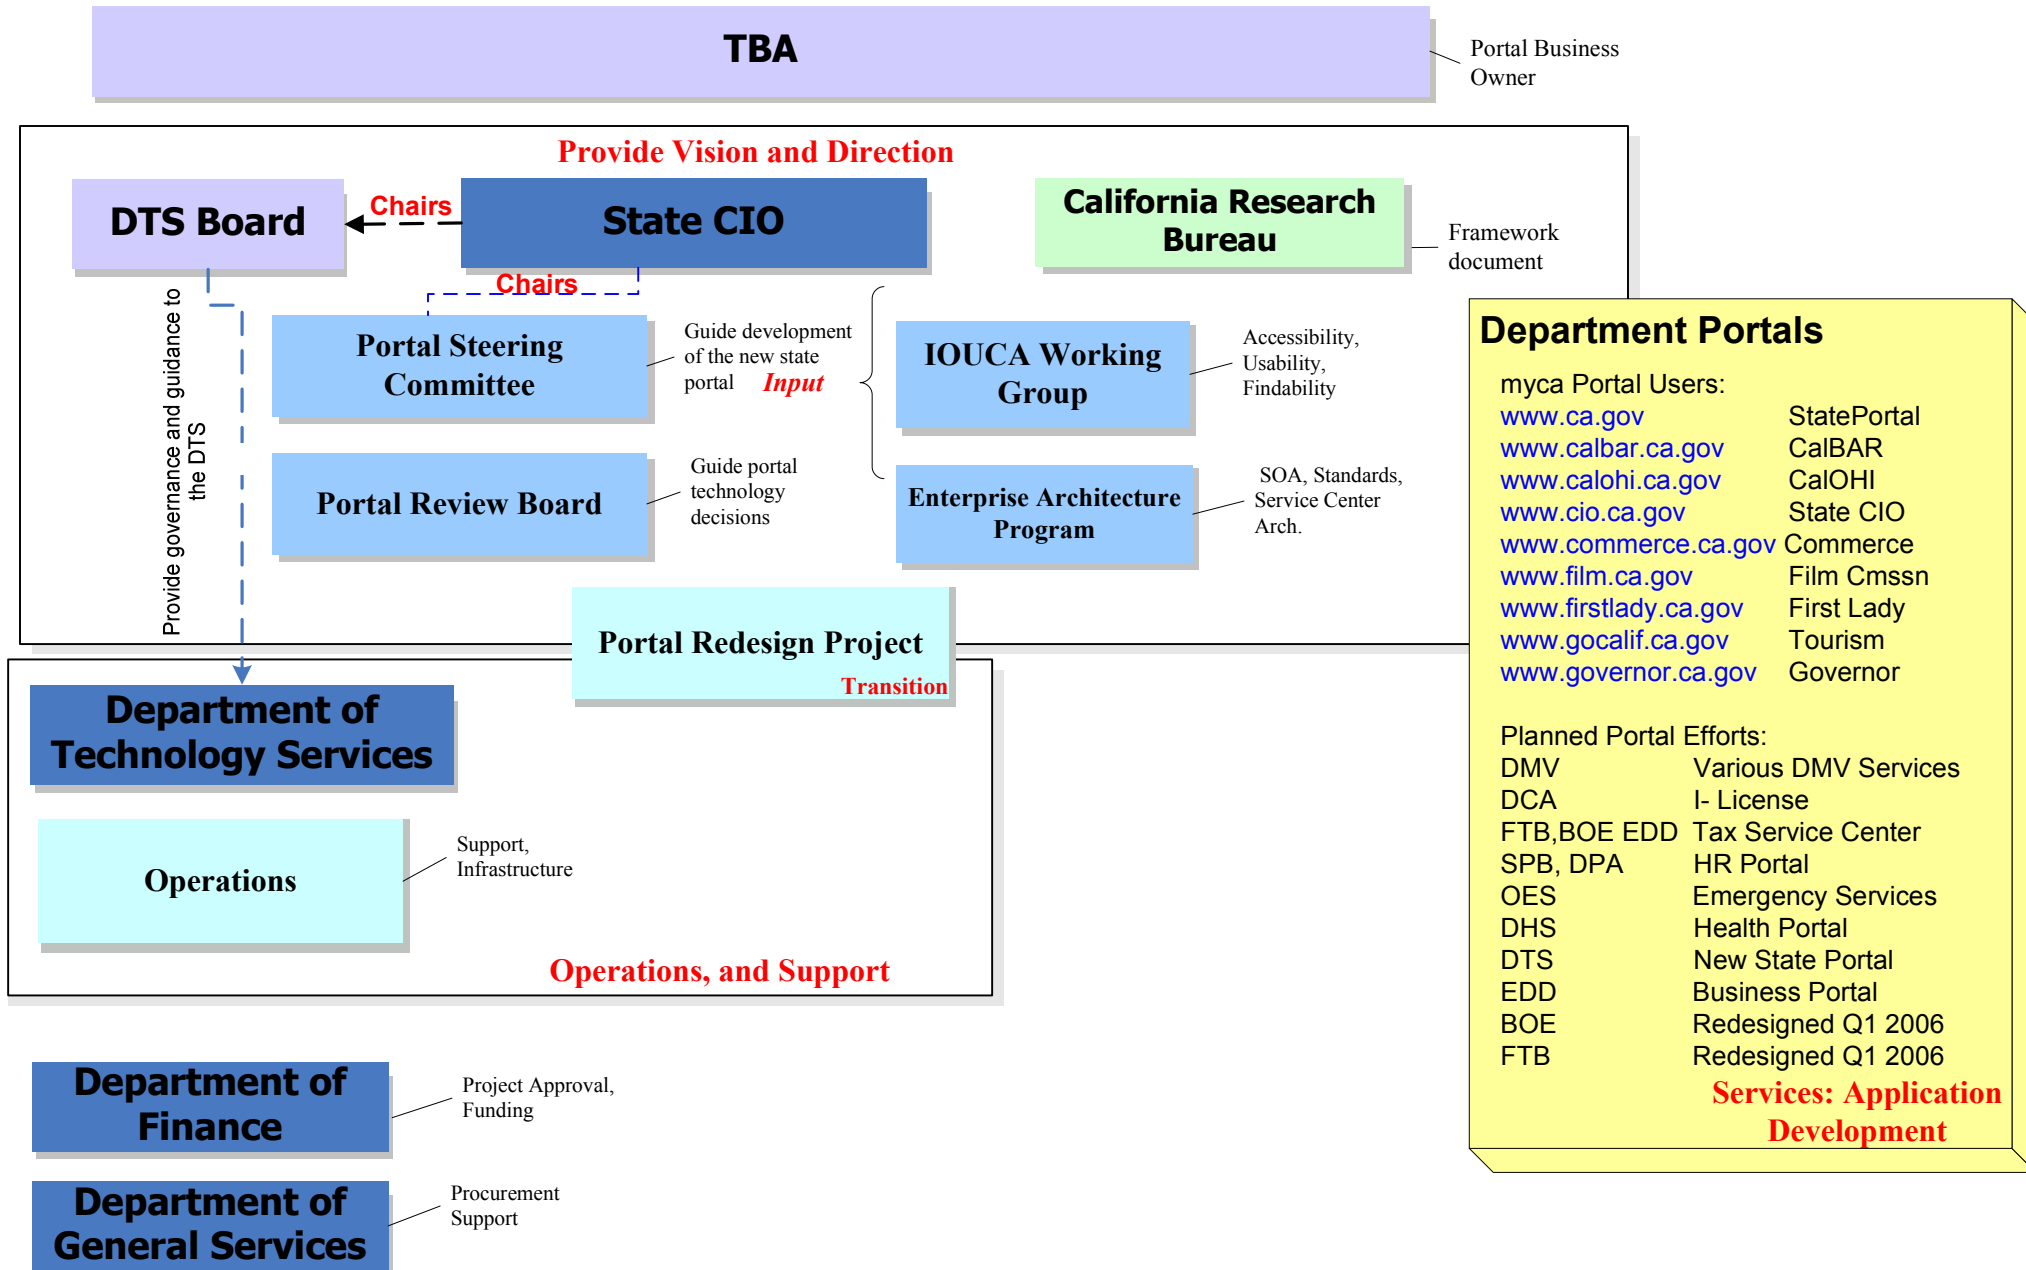 TBA
Portal Business
Owner
Provide Vision and Direction
DTS Board
Chairs
State CIO
California Research
Bureau
Framework
document
Chairs
Provide governance and guidance to
the DTS
Portal Steering
Committee
Guide development
of the new state
portal
Input
IOUCA Working
Group
Accessibility,
Usability,
Findability
Portal Review Board
Guide portal
technology
decisions
Enterprise Architecture
Program
SOA, Standards,
Service Center
Arch.
Portal Redesign Project
Transition
Department of
Technology Services
Operations
Support,
Infrastructure
Operations, and Support
Department of
Finance
Project Approval,
Funding
Department of
General Services
Procurement
Support
Department Portals
myca Portal Users:
www.ca.gov StatePortal
www.calbar.ca.gov CalBAR
www.calohi.ca.gov CalOHI
www.cio.ca.gov State CIO
www.commerce.ca.gov Commerce
www.film.ca.gov Film Cmssn
www.firstlady.ca.gov First Lady
www.gocalif.ca.gov Tourism
www.governor.ca.gov Governor
Planned Portal Efforts:
DMV Various DMV Services
DCA I- License
FTB,BOE EDD Tax Service Center
SPB, DPA HR Portal
OES Emergency Services
DHS Health Portal
DTS New State Portal
EDD Business Portal
BOE Redesigned Q1 2006
FTB Redesigned Q1 2006
Services: Application
Development